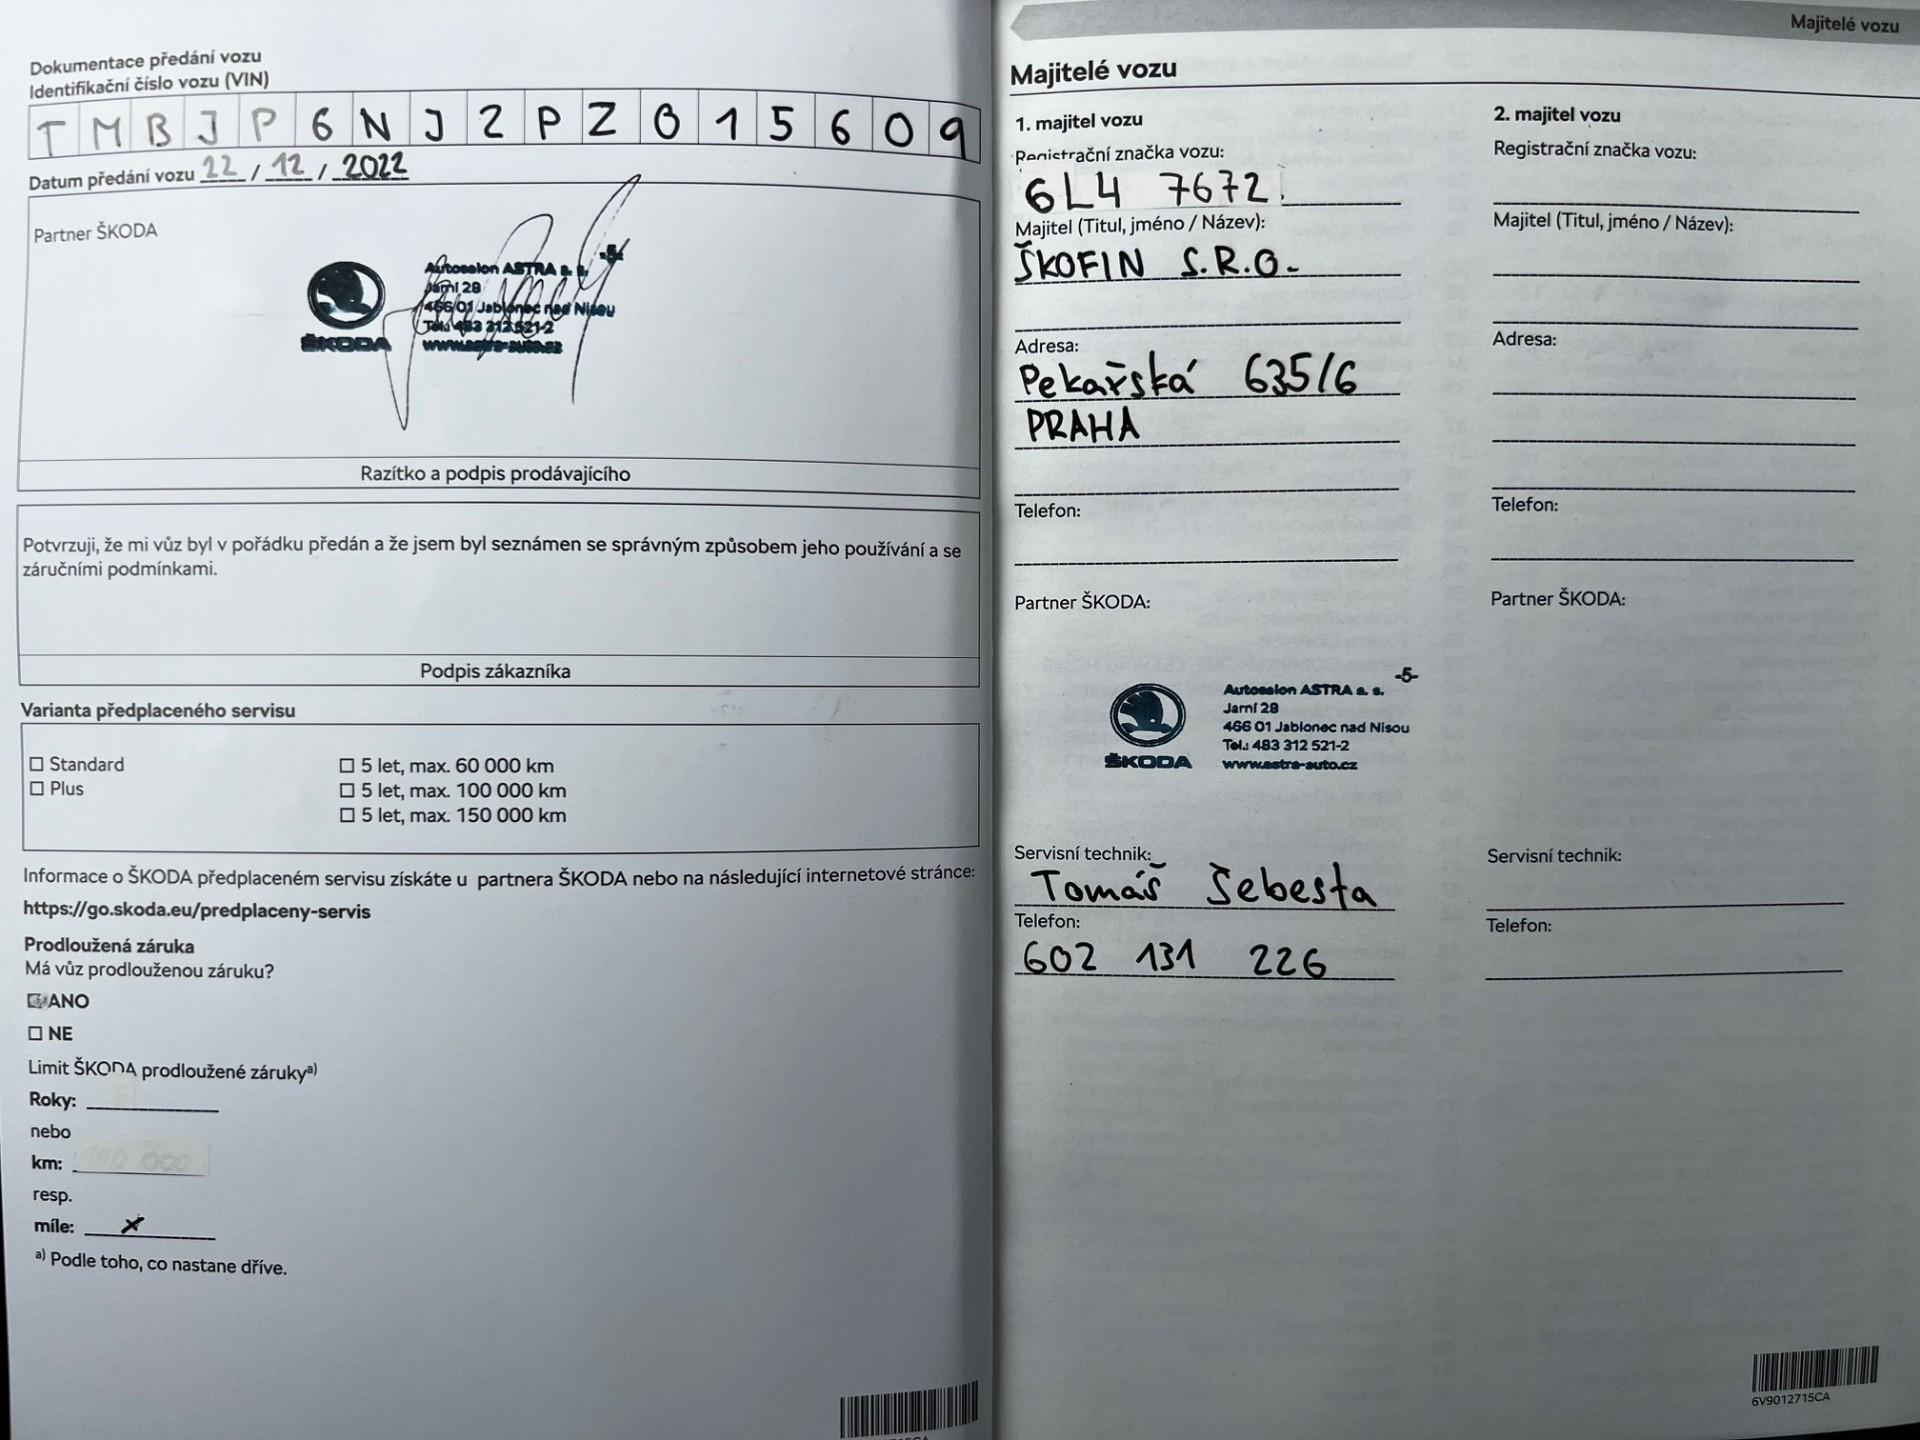 Dokumentace předání vozu
Identifikační číslo vozu (VIN)
T M B J P 6 N J 2 P Z 0 1 5 6 0 9
Datum předání vozu 22 / 12 / 2022
Partner ŠKODA
-5-
Autosalon ASTRA a. s.
Jarní 28
466 01 Jablonec nad Nisou
Tel.: 483 312 521-2
www.astra-auto.cz
ŠKODA
Razítko a podpis prodávajícího
Potvrzuji, že mi vůz byl v pořádku předán a že jsem byl seznámen se správným způsobem jeho používání a se
záručními podmínkami.
Podpis zákazníka
Varianta předplaceného servisu
Standard
Plus
5 let, max. 60 000 km
5 let, max. 100 000 km
5 let, max. 150 000 km
Informace o ŠKODA předplaceném servisu získáte u partnera ŠKODA nebo na následující internetové stránce:
https://go.skoda.eu/predplaceny-servis
Prodloužená záruka
Má vůz prodlouženou záruku?
ANO
NE
Limit ŠKODA prodloužené záruky a)
Roky:
nebo
km: 100 000
resp.
míle: x
a) Podle toho, co nastane dříve.
Majitelé vozu
Majitelé vozu
1. majitel vozu
Registrační značka vozu:
6L4 7672
Majitel (Titul, jméno / Název):
ŠKOFIN S.R.O.
Adresa:
Pekařská 635/6
PRAHA
Telefon:
Partner ŠKODA:
-5-
Autosalon ASTRA a. s.
Jarní 28
466 01 Jablonec nad Nisou
Tel.: 483 312 521-2
www.astra-auto.cz
ŠKODA
Servisní technik:
Tomáš Šebesta
Telefon:
602 131 226
2. majitel vozu
Registrační značka vozu:
Majitel (Titul, jméno / Název):
Adresa:
Telefon:
Partner ŠKODA:
Servisní technik:
Telefon:
6V9012715CA